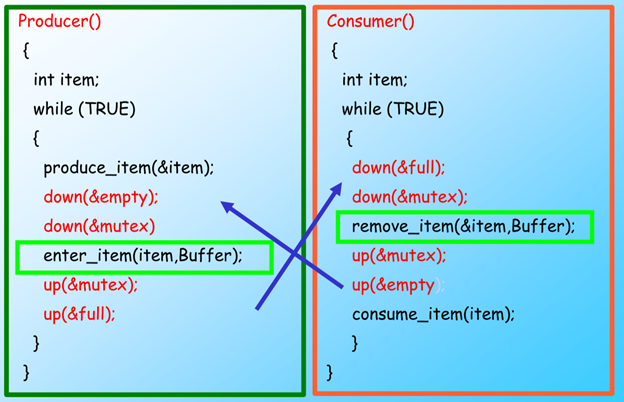 Producer()
{
int item;
while (TRUE)
{
produce_item(&item);
down(&empty);
down(&mutex)
enter_item(item,Buffer);
up(&mutex);
up(&full);
}
}
Consumer()
{
int item;
while (TRUE)
{
down(&full);
down(&mutex);
remove_item(&item,Buffer);
up(&mutex);
up(&empty);
consume_item(item);
}
}